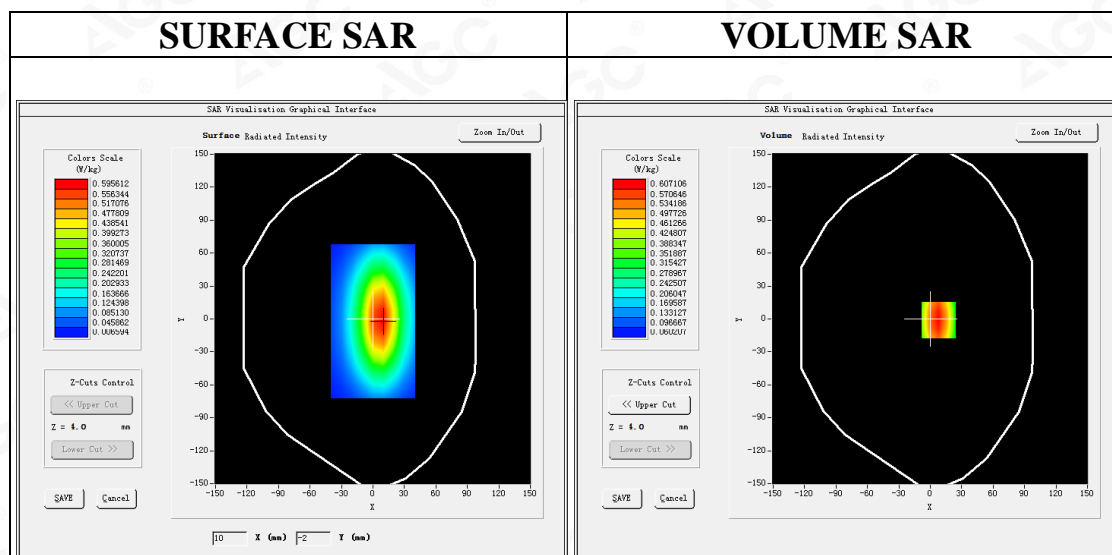 SURFACE SAR
VOLUME SAR
SAR Visualisation Graphical Interface
Surface Radiated Intensity
Zoom In/Out
Colors Scale
(W/kg)
0.595612
0.556344
0.517076
0.477809
0.438541
0.399273
0.360005
0.320737
0.281469
0.242201
0.202933
0.163666
0.124398
0.085130
0.045862
0.006594
150
120
90
60
30
0
-30
-60
-90
-120
-150
Y
-150 -120 -90 -60 -30 0 30 60 90 120 150
X
Z-Cuts Control
<< Upper Cut
Z = 4.0 mm
Lower Cut >>
SAVE Cancel
10 X (mm) -2 Y (mm)
SAR Visualisation Graphical Interface
Volume Radiated Intensity
Zoom In/Out
Colors Scale
(W/kg)
0.607106
0.570646
0.534186
0.497726
0.461266
0.424807
0.388347
0.351887
0.315427
0.278967
0.242507
0.206047
0.169587
0.133127
0.096667
0.060207
150
120
90
60
30
0
-30
-60
-90
-120
-150
Y
-150 -120 -90 -60 -30 0 30 60 90 120 150
X
Z-Cuts Control
<< Upper Cut
Z = 4.0 mm
Lower Cut >>
SAVE Cancel